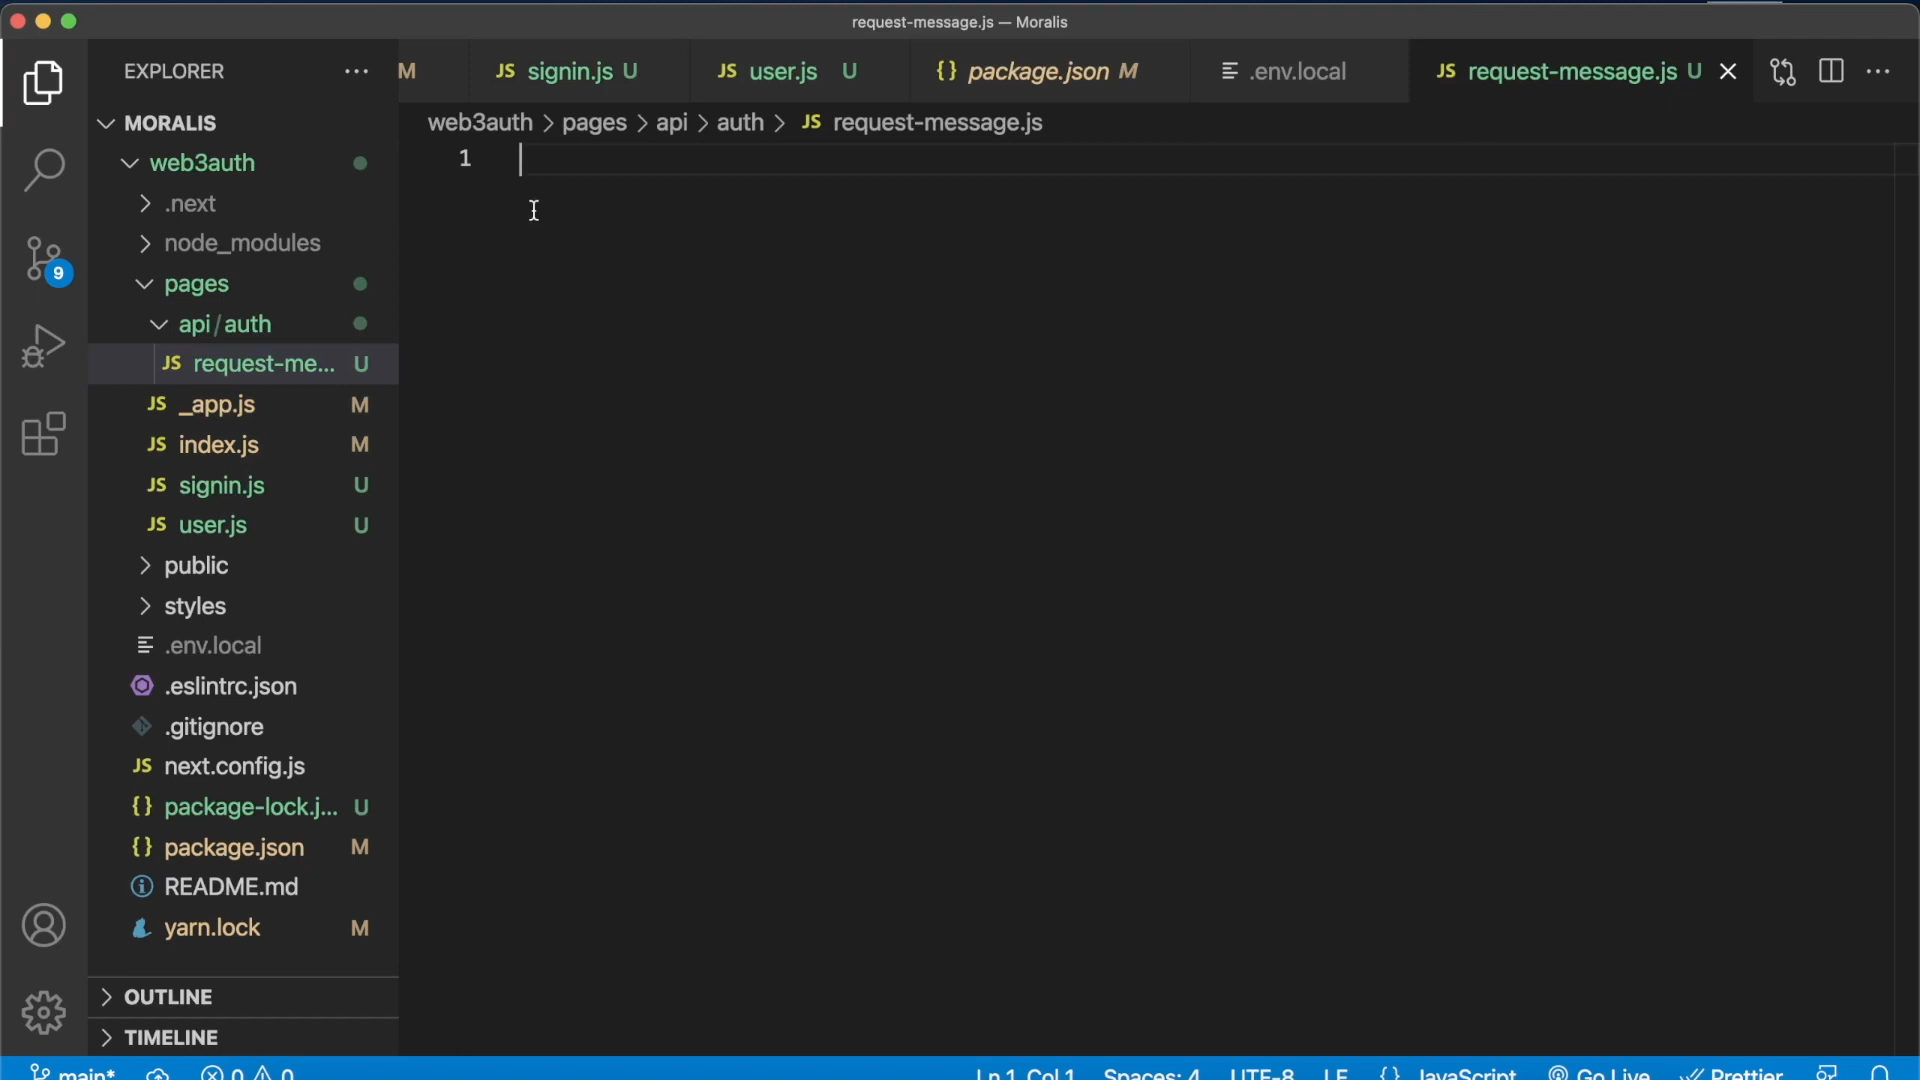 request-message.js — Moralis
EXPLORER
M
JS signin.js U
JS user.js U
{} package.json M
.env.local
JS request-message.js U
MORALIS
web3auth > pages > api > auth > JS request-message.js
1
web3auth
.next
node_modules
pages
api/auth
JS request-me... U
JS _app.js M
JS index.js M
JS signin.js U
JS user.js U
public
styles
.env.local
.eslintrc.json
.gitignore
JS next.config.js
{} package-lock.j... U
{} package.json M
README.md
yarn.lock M
9
OUTLINE
TIMELINE
main* 0 0 Ln 1, Col 1 Spaces: 4 UTF-8 LF {} JavaScript Go Live Prettier